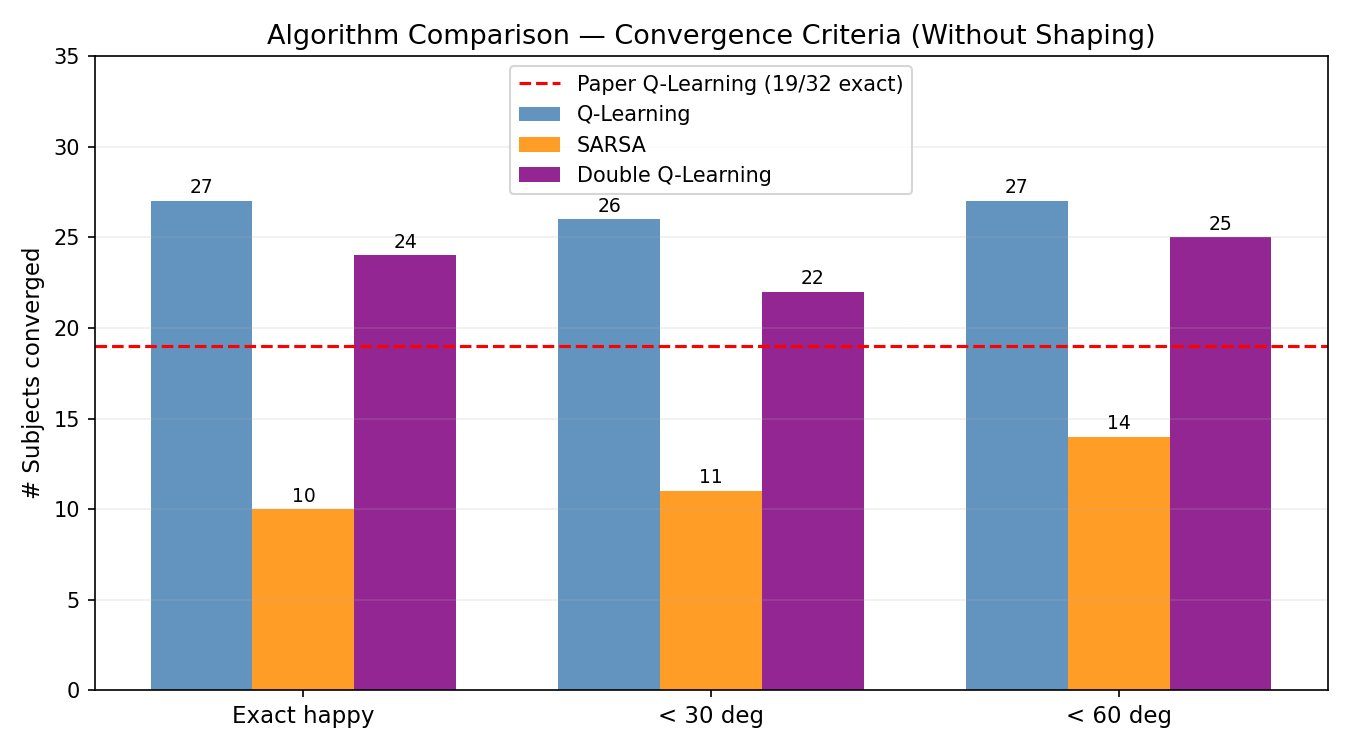 Algorithm Comparison — Convergence Criteria (Without Shaping)
# Subjects converged
35
30
25
20
15
10
5
0
Paper Q-Learning (19/32 exact)
Q-Learning
SARSA
Double Q-Learning
27
10
24
26
11
22
27
14
25
Exact happy
< 30 deg
< 60 deg